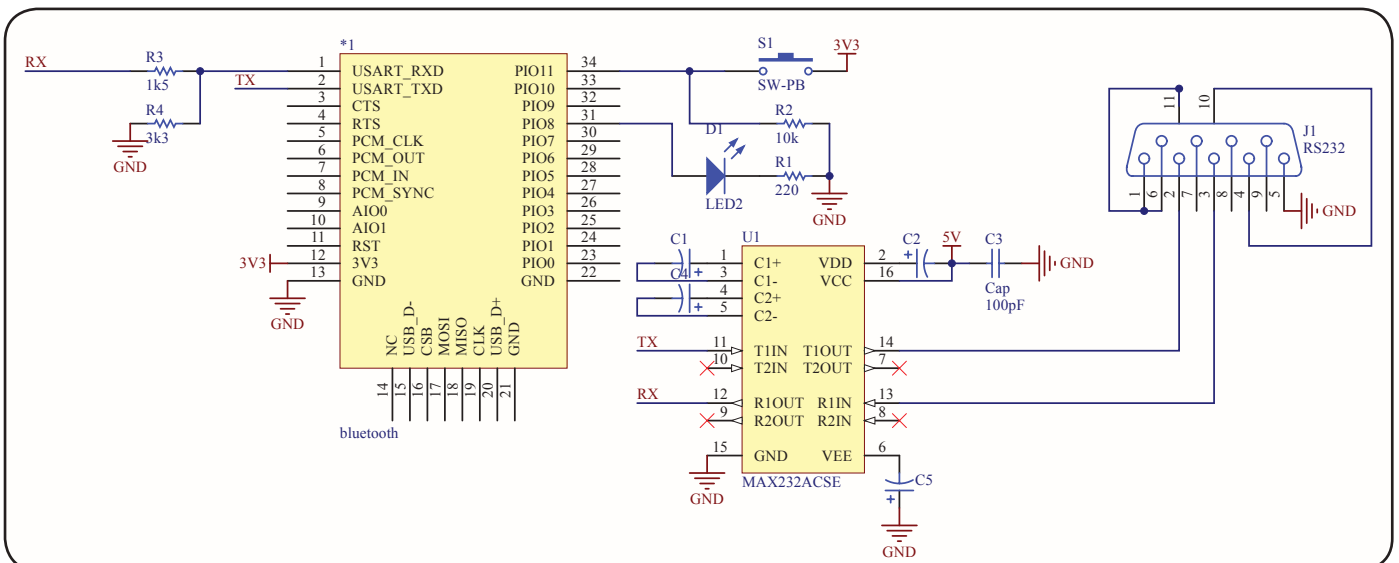 RX
R3
1k5
TX
R4
3k3
GND
*1
1 USART_RXD PIO11 34
2 USART_TXD PIO10 33
3 CTS PIO9 32
4 RTS PIO8 31
5 PCM_CLK PIO7 30
6 PCM_OUT PIO6 29
7 PCM_IN PIO5 28
8 PCM_SYNC PIO4 27
9 AIO0 PIO3 26
10 AIO1 PIO2 25
11 RST PIO1 24
3V3 12 3V3 PIO0 23
13 GND GND 22
GND
NC
USB_D-
CSB
MOSI
MISO
CLK
USB_D+
GND
14
15
16
17
18
19
20
21
bluetooth
S1
3V3
SW-PB
R2
10k
D1
R1
220
LED2
GND
C1
C4
U1
1 C1+ VDD 2
3 C1- VCC 16
4 C2+
5 C2-
TX 11 T1IN T1OUT 14
10 T2IN T2OUT 7
RX 12 R1OUT R1IN 13
9 R2OUT R2IN 8
15 GND VEE 6
MAX232ACSE
GND
C2
5V
C3
GND
Cap
100pF
+
+
+
C5
+
GND
11
10
J1
RS232
1
6
2
7
3
8
4
9
5
GND